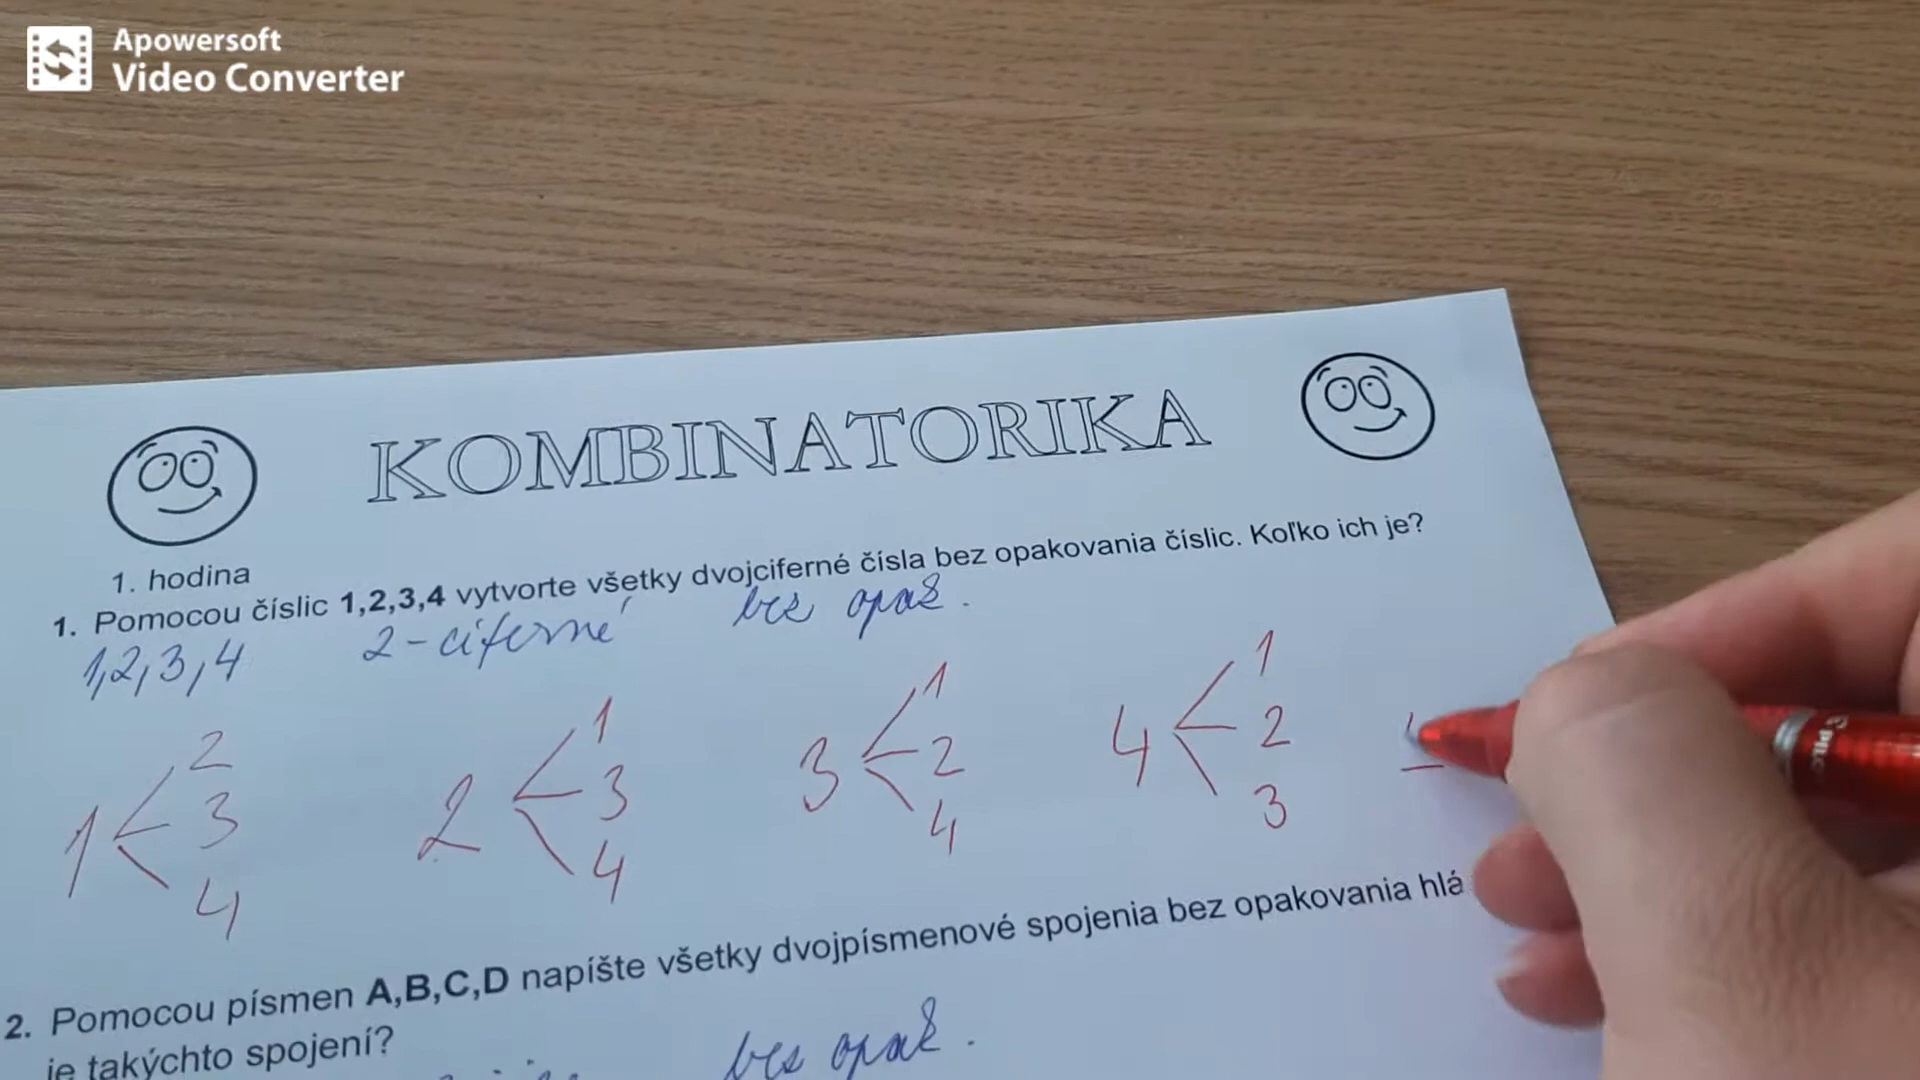 Apowersoft
Video Converter
KOMBINATORIKA
1. hodina
1. Pomocou číslic 1,2,3,4 vytvorte všetky dvojciferné čísla bez opakovania číslic. Koľko ich je?
1,2,3,4 2-ciferné bez opak.
1 2 3 4
2 1 3 4
3 1 2 4
4 1 2 3
2. Pomocou písmen A,B,C,D napíšte všetky dvojpísmenové spojenia bez opakovania hlá
je takýchto spojení?
bez opak.